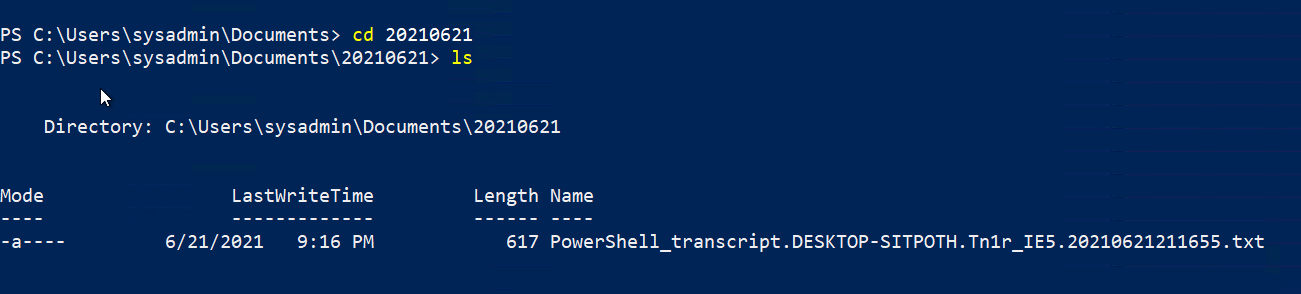 PS C:\Users\sysadmin\Documents> cd 20210621
PS C:\Users\sysadmin\Documents\20210621> ls
    Directory: C:\Users\sysadmin\Documents\20210621
Mode                 LastWriteTime         Length Name
----                 -------------         ------ ----
-a----         6/21/2021   9:16 PM            617 PowerShell_transcript.DESKTOP-SITPOTH.Tn1r_IE5.20210621211655.txt